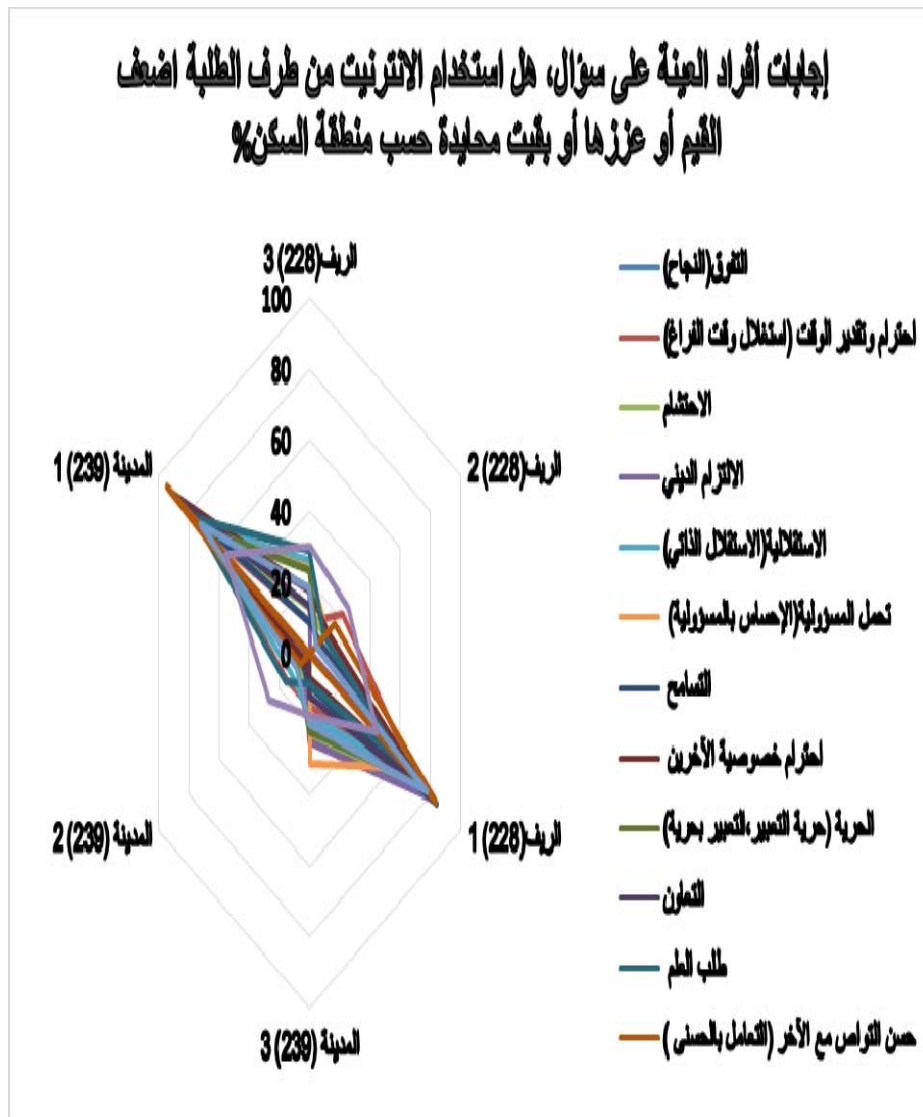 إجابات أفراد العينة على سؤال، هل استخدام الانترنيت من طرف الطلبة اضعف
القيم أو عززها أو بقيت محايدة حسب منطقة السكن%
الريف(228) 3
100
80
60
40
20
0
الريف(228) 2
الريف(228) 1
المدينة (239) 3
المدينة (239) 2
المدينة (239) 1
التفوق(النجاح)
احترام وتقدير الوقت (استغلال وقت الفراغ)
الاحتشام
الالتزام الديني
الاستقلالية(الاستقلال الذاتي)
تحمل المسؤولية(الإحساس بالمسؤولية)
التسامح
احترام خصوصية الآخرين
الحرية (حرية التعبير،التعبير بحرية)
التعاون
طلب العلم
حسن التواص مع الآخر (التعامل بالحسنى )